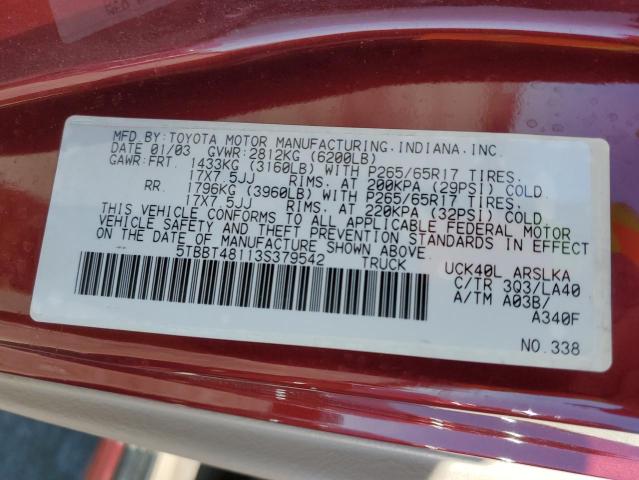 MFD.BY:TOYOTA MOTOR MANUFACTURING.INDIANA.INC.
DATE 01/03 GVWR:2812KG (6200LB)
GAWR:FRT. 1433KG (3160LB) WITH P265/65R17 TIRES.
17X7.5JJ RIMS. AT 200KPA (29PSI) COLD.
RR. 1796KG (3960LB) WITH P265/65R17 TIRES.
17X7.5JJ RIMS. AT 220KPA (32PSI) COLD.
THIS VEHICLE CONFORMS TO ALL APPLICABLE FEDERAL MOTOR
VEHICLE SAFETY AND THEFT PREVENTION STANDARDS IN EFFECT
ON THE DATE OF MANUFACTURE SHOWN ABOVE.
5TBBT48113S379542 TRUCK
UCK40L ARSLKA
C/TR 3Q3/LA40
A/TM A03B/
A340F
NO.338